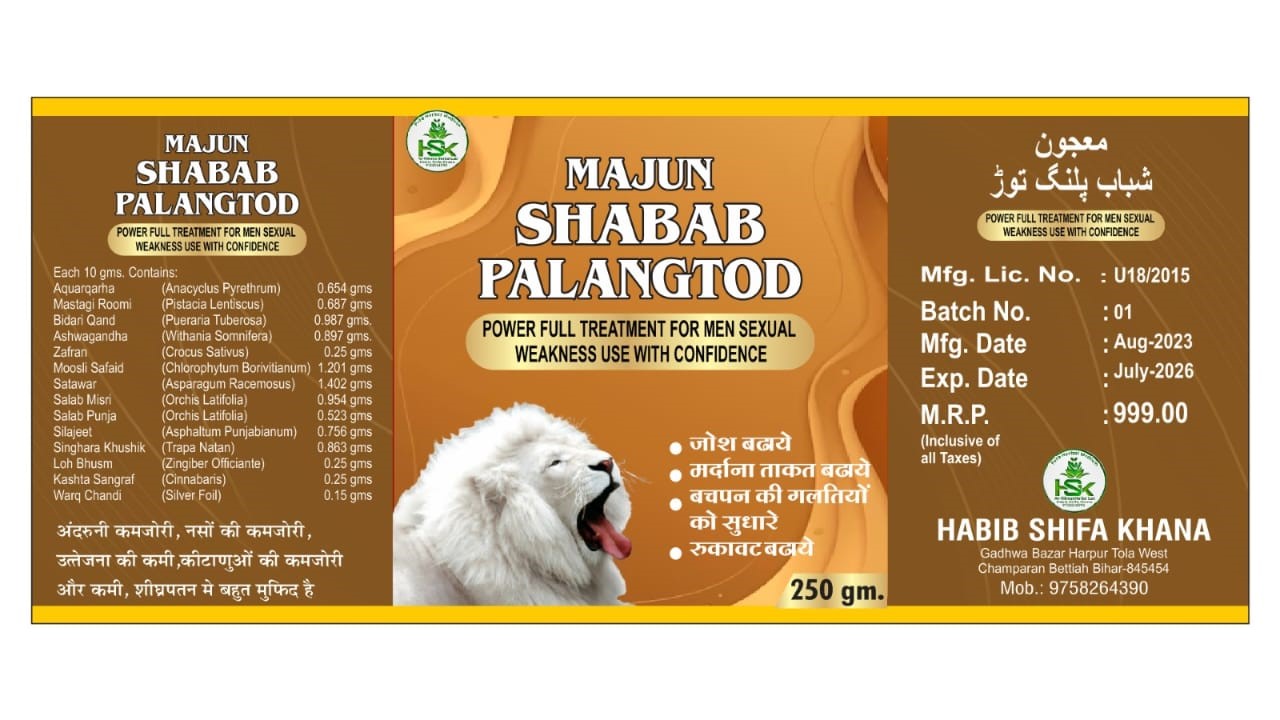 MAJUN
SHABAB
PALANGTOD
POWER FULL TREATMENT FOR MEN SEXUAL
WEAKNESS USE WITH CONFIDENCE
Each 10 gms. Contains:
Aquarqarha (Anacyclus Pyrethrum) 0.654 gms
Mastagi Roomi (Pistacia Lentiscus) 0.687 gms
Bidari Qand (Pueraria Tuberosa) 0.987 gms.
Ashwagandha (Withania Somnifera) 0.897 gms.
Zafran (Crocus Sativus) 0.25 gms
Moosli Safaid (Chlorophytum Borivitianum) 1.201 gms
Satawar (Asparagum Racemosus) 1.402 gms
Salab Misri (Orchis Latifolia) 0.954 gms
Salab Punja (Orchis Latifolia) 0.523 gms
Silajeet (Asphaltum Punjabianum) 0.756 gms
Singhara Khushik (Trapa Natan) 0.863 gms
Loh Bhusm (Zingiber Officiante) 0.25 gms
Kashta Sangraf (Cinnabaris) 0.25 gms
Warq Chandi (Silver Foil) 0.15 gms
अंदरुनी कमजोरी, नसों की कमजोरी,
उत्तेजना की कमी,कीटाणुओं की कमजोरी
और कमी, शीघ्रपतन मे बहुत मुफिद है
HSK
MAJUN
SHABAB
PALANGTOD
POWER FULL TREATMENT FOR MEN SEXUAL
WEAKNESS USE WITH CONFIDENCE
जोश बढाये
मर्दाना ताकत बढाये
बचपन की गलतियों
को सुधारे
रुकावट बढाये
250 gm.
معجون
شباب پلنگ توڑ
POWER FULL TREATMENT FOR MEN SEXUAL
WEAKNESS USE WITH CONFIDENCE
Mfg. Lic. No. : U18/2015
Batch No. : 01
Mfg. Date : Aug-2023
Exp. Date : July-2026
M.R.P. : 999.00
(Inclusive of
all Taxes)
HSK
HABIB SHIFA KHANA
Gadhwa Bazar Harpur Tola West
Champaran Bettiah Bihar-845454
Mob.: 9758264390